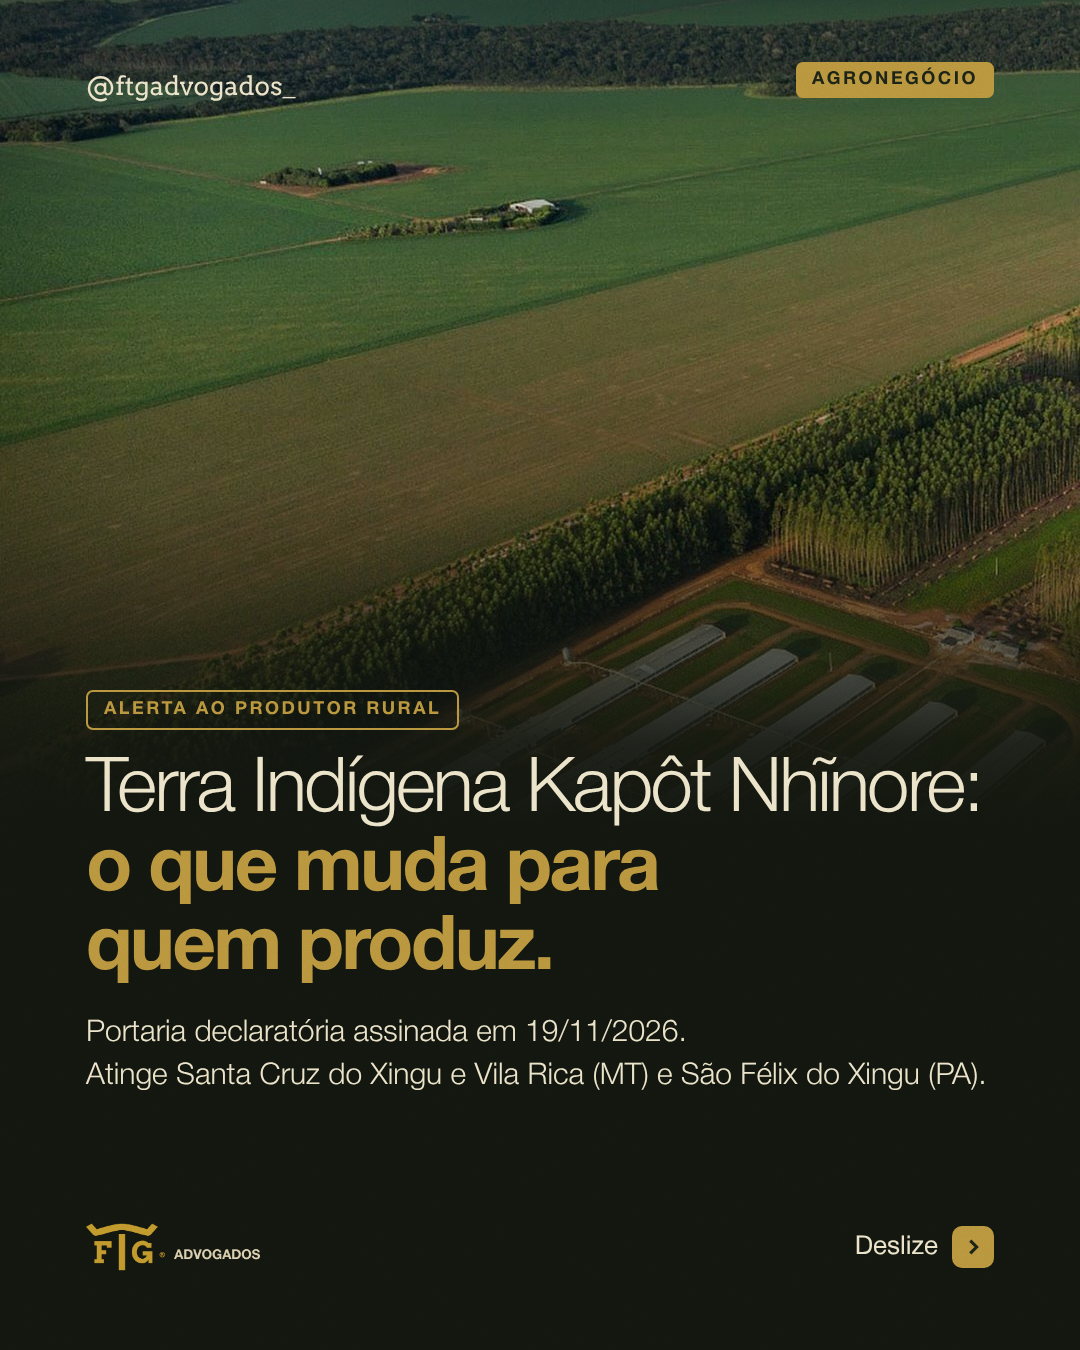 @ftgadvogados_
AGRONEGÓCIO
ALERTA AO PRODUTOR RURAL
Terra Indígena Kapôt Nhĩnore:
o que muda para
quem produz.
Portaria declaratória assinada em 19/11/2026.
Atinge Santa Cruz do Xingu e Vila Rica (MT) e São Félix do Xingu (PA).
FTG® ADVOGADOS
Deslize